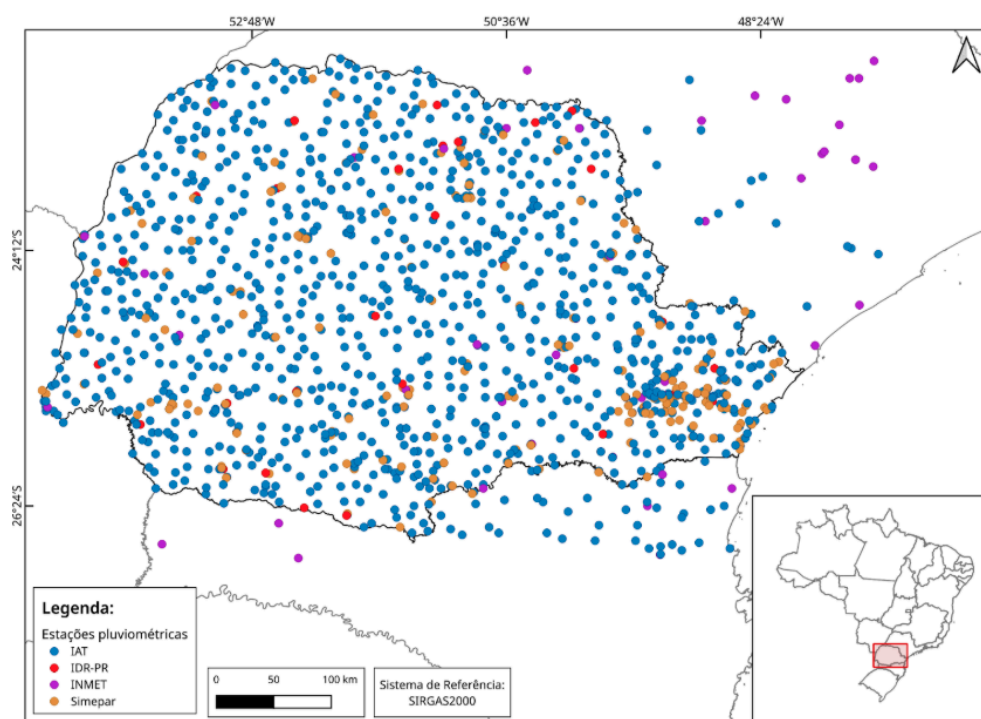 52°48'W
50°36'W
48°24'W
24°12'S
26°24'S
Legenda:
Estações pluviométricas
IAT
IDR-PR
INMET
Simepar
0 50 100 km
Sistema de Referência:
SIRGAS2000